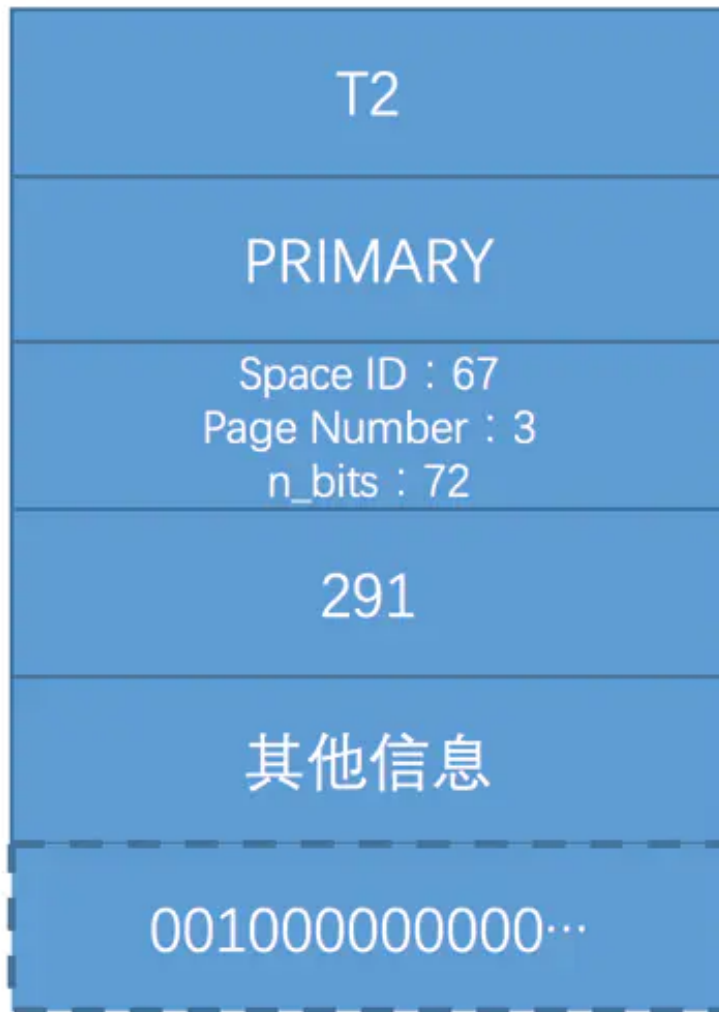 T2
PRIMARY
Space ID：67
Page Number：3
n_bits：72
291
其他信息
001000000000…